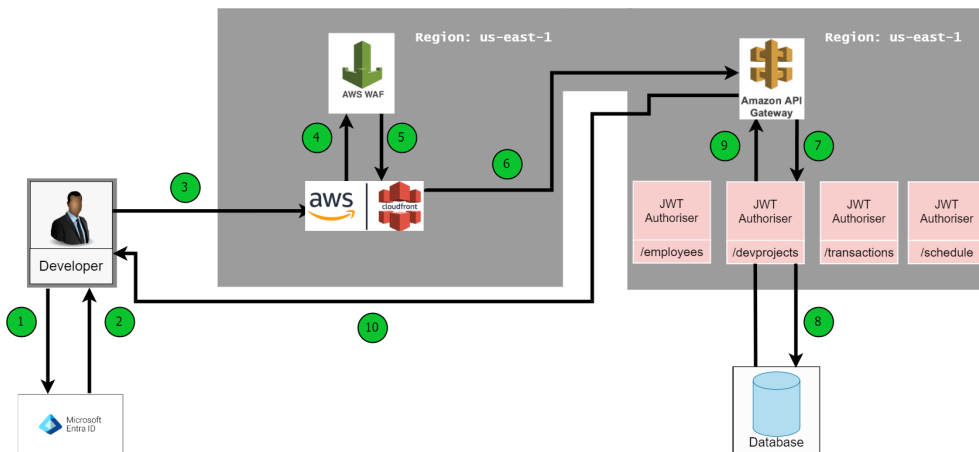 Region: us-east-1
Region: us-east-1
AWS WAF
Amazon API
Gateway
4
5
6
9
7
3
aws
cloudfront
JWT
Authoriser
/employees
JWT
Authoriser
/devprojects
JWT
Authoriser
/transactions
JWT
Authoriser
/schedule
Developer
1
2
10
8
Microsoft
Entra ID
Database